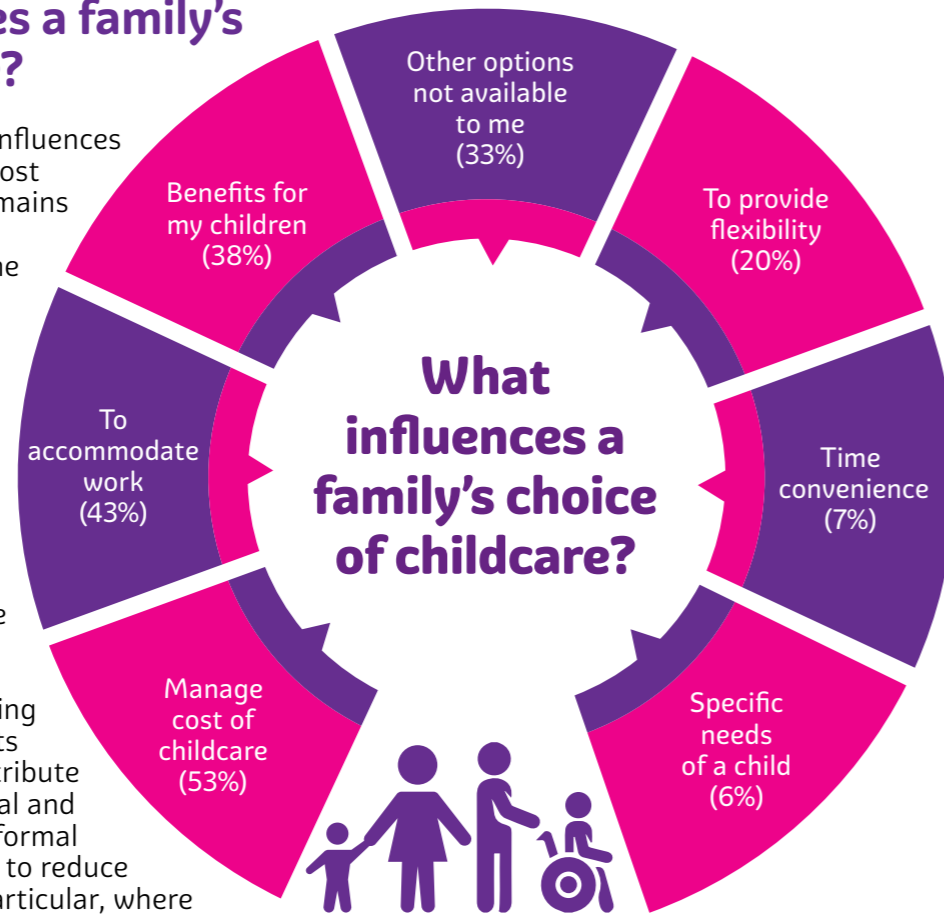 es a family's
?
nfluences
ost
mains
e
ing
ts
tribute
al and
formal
to reduce
articular, where
What
influences a
family's choice
of childcare?
Manage
cost of
childcare
(53%)
To
accommodate
work
(43%)
Benefits for
my children
(38%)
Other options
not available
to me
(33%)
To provide
flexibility
(20%)
Time
convenience
(7%)
Specific
needs
of a child
(6%)